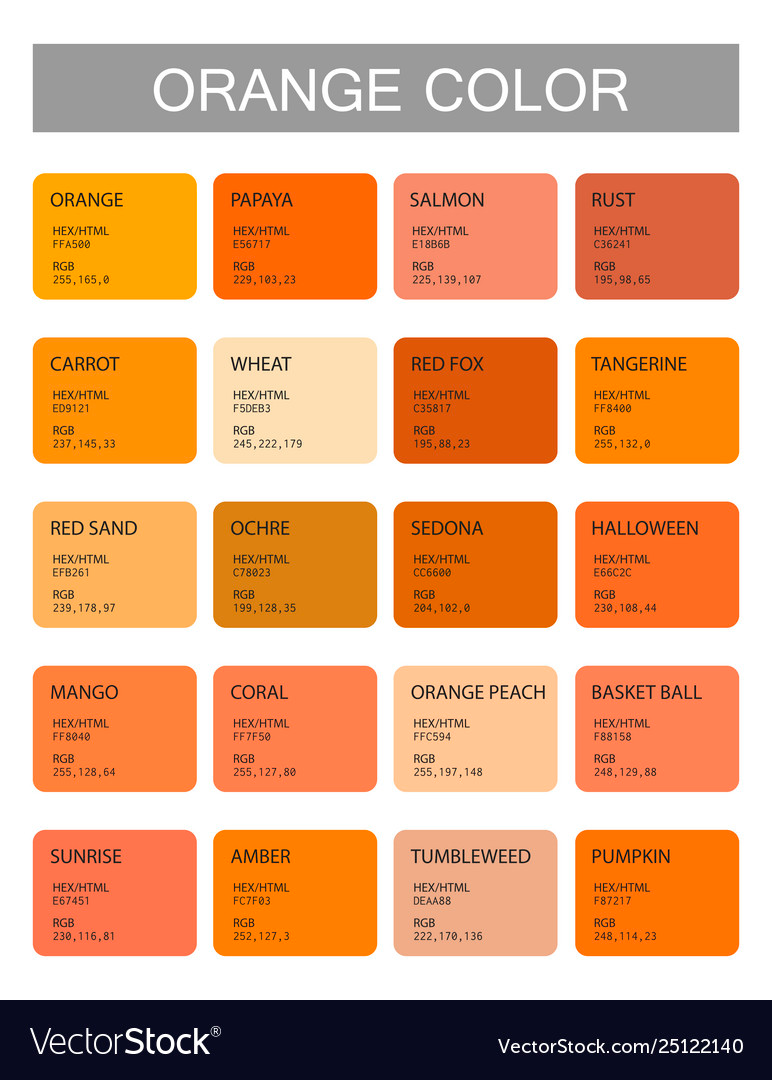 ORANGE COLOR
ORANGE
HEX/HTML
FFA500
RGB
255,165,0
PAPAYA
HEX/HTML
E56717
RGB
229,103,23
SALMON
HEX/HTML
E18B6B
RGB
225,139,107
RUST
HEX/HTML
C36241
RGB
195,98,65
CARROT
HEX/HTML
ED9121
RGB
237,145,33
WHEAT
HEX/HTML
F5DEB3
RGB
245,222,179
RED FOX
HEX/HTML
C35817
RGB
195,88,23
TANGERINE
HEX/HTML
FF8400
RGB
255,132,0
RED SAND
HEX/HTML
EFB261
RGB
239,178,97
OCHRE
HEX/HTML
C78023
RGB
199,128,35
SEDONA
HEX/HTML
CC6600
RGB
204,102,0
HALLOWEEN
HEX/HTML
E66C2C
RGB
230,108,44
MANGO
HEX/HTML
FF8040
RGB
255,128,64
CORAL
HEX/HTML
FF7F50
RGB
255,127,80
ORANGE PEACH
HEX/HTML
FFC594
RGB
255,197,148
BASKET BALL
HEX/HTML
F88158
RGB
248,129,88
SUNRISE
HEX/HTML
E67451
RGB
230,116,81
AMBER
HEX/HTML
FC7F03
RGB
252,127,3
TUMBLEWEED
HEX/HTML
DEAA88
RGB
222,170,136
PUMPKIN
HEX/HTML
F87217
RGB
248,114,23
VectorStock®
VectorStock.com/25122140